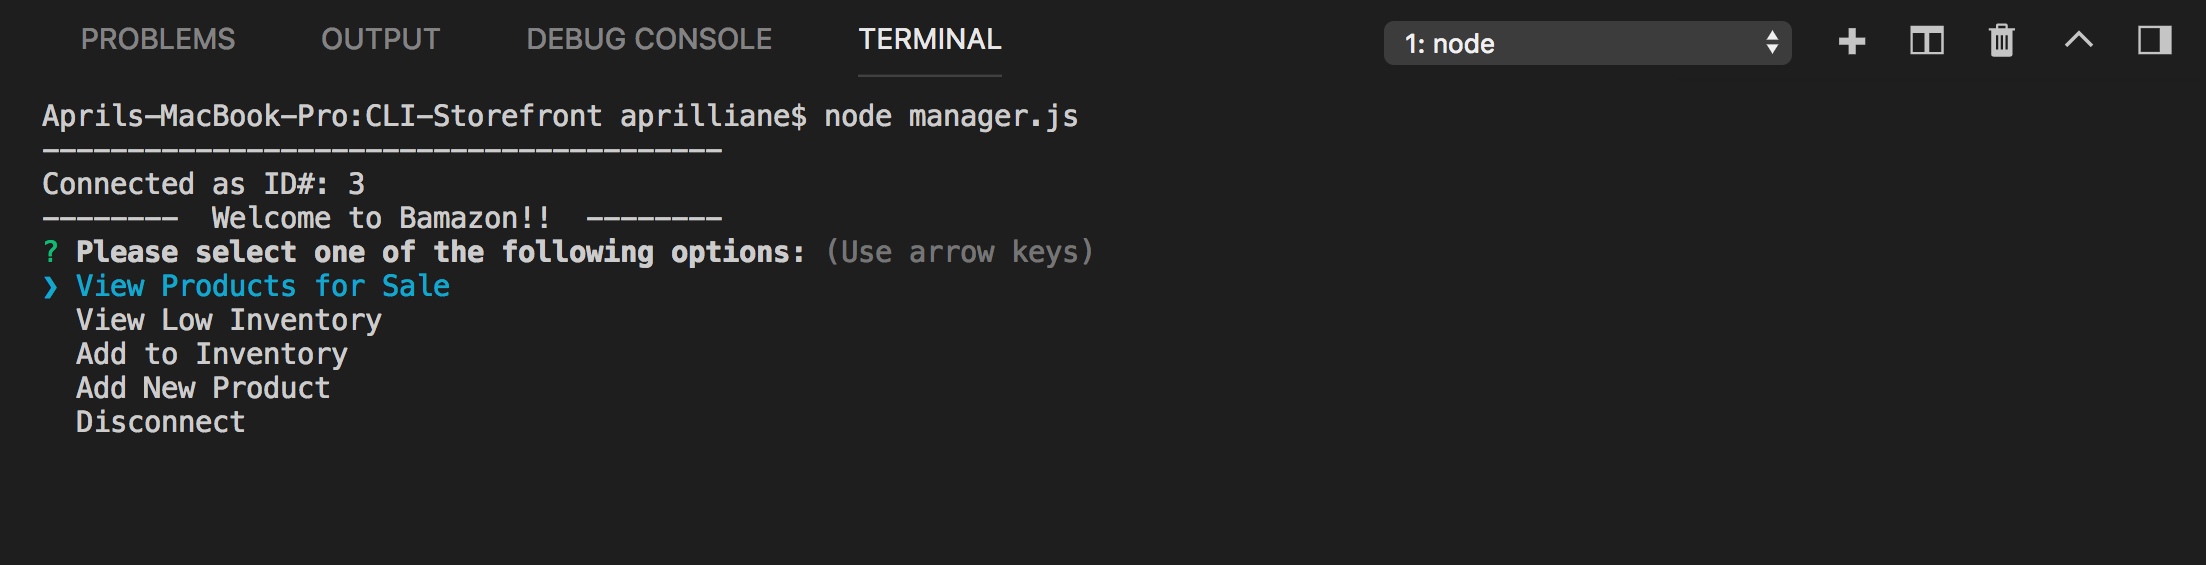 PROBLEMS OUTPUT DEBUG CONSOLE TERMINAL 1: node
Aprils-MacBook-Pro:CLI-Storefront aprilliane$ node manager.js
----------------------------------------
Connected as ID#: 3
--------  Welcome to Bamazon!!  --------
? Please select one of the following options: (Use arrow keys)
❯ View Products for Sale
View Low Inventory
Add to Inventory
Add New Product
Disconnect